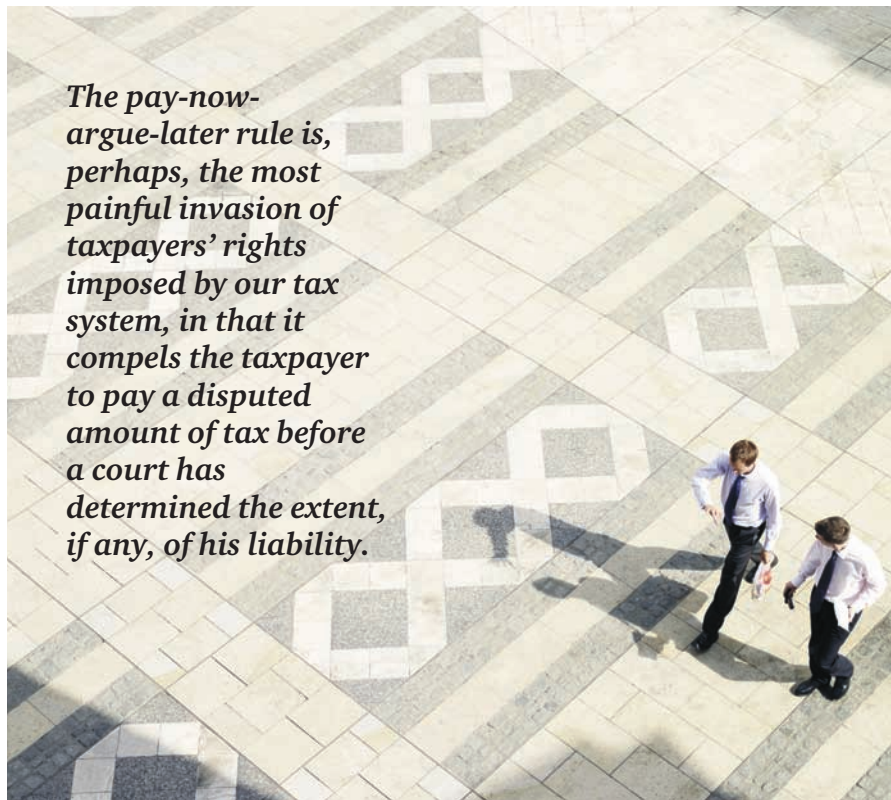 The pay-now-
argue-later rule is,
perhaps, the most
painful invasion of
taxpayers’ rights
imposed by our tax
system, in that it
compels the taxpayer
to pay a disputed
amount of tax before
a court has
determined the extent,
if any, of his liability.